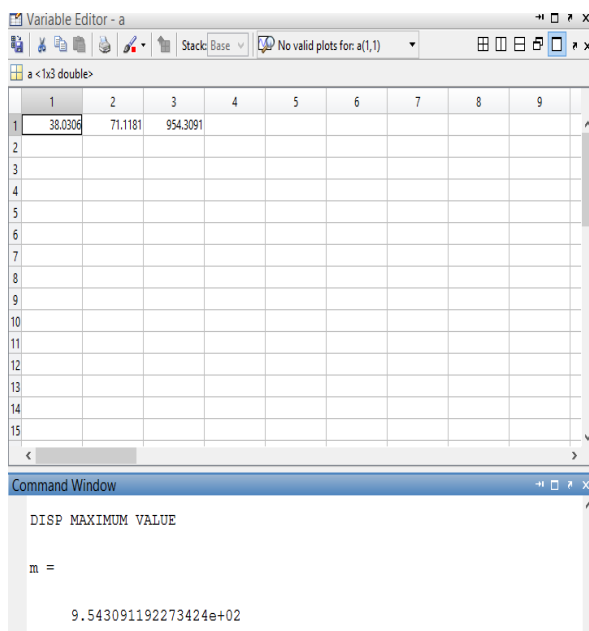 Variable Editor - a
Stack: Base No valid plots for: a(1,1)
a <1x3 double>
1 2 3 4 5 6 7 8 9
1 38.0306 71.1181 954.3091
2
3
4
5
6
7
8
9
10
11
12
13
14
15
Command Window
DISP MAXIMUM VALUE
m =
9.543091192273424e+02